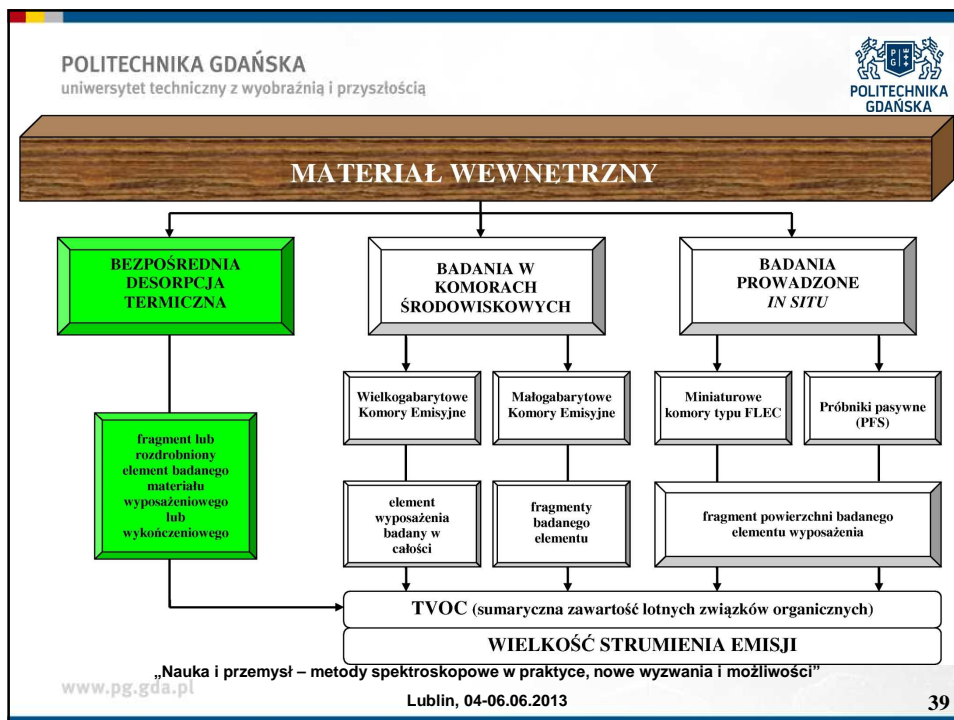 POLITECHNIKA GDAŃSKA
uniwersytet techniczny z wyobraźnią i przyszłością
PG
POLITECHNIKA
GDAŃSKA
MATERIAŁ WEWNĘTRZNY
BEZPOŚREDNIA
DESORPCJA
TERMICZNA
BADANIA W
KOMORACH
ŚRODOWISKOWYCH
BADANIA
PROWADZONE
IN SITU
Wielkogabarytowe
Komory Emisyjne
Małogabarytowe
Komory Emisyjne
Miniaturowe
komory typu FLEC
Próbniki pasywne
(PFS)
fragment lub
rozdrobniony
element badanego
materiału
wyposażeniowego
lub
wykończeniowego
element
wyposażenia
badany w
całości
fragmenty
badanego
elementu
fragment powierzchni badanego
elementu wyposażenia
TVOC (sumaryczna zawartość lotnych związków organicznych)
WIELKOŚĆ STRUMIENIA EMISJI
„Nauka i przemysł – metody spektroskopowe w praktyce, nowe wyzwania i możliwości”
www.pg.gda.pl
Lublin, 04-06.06.2013
39